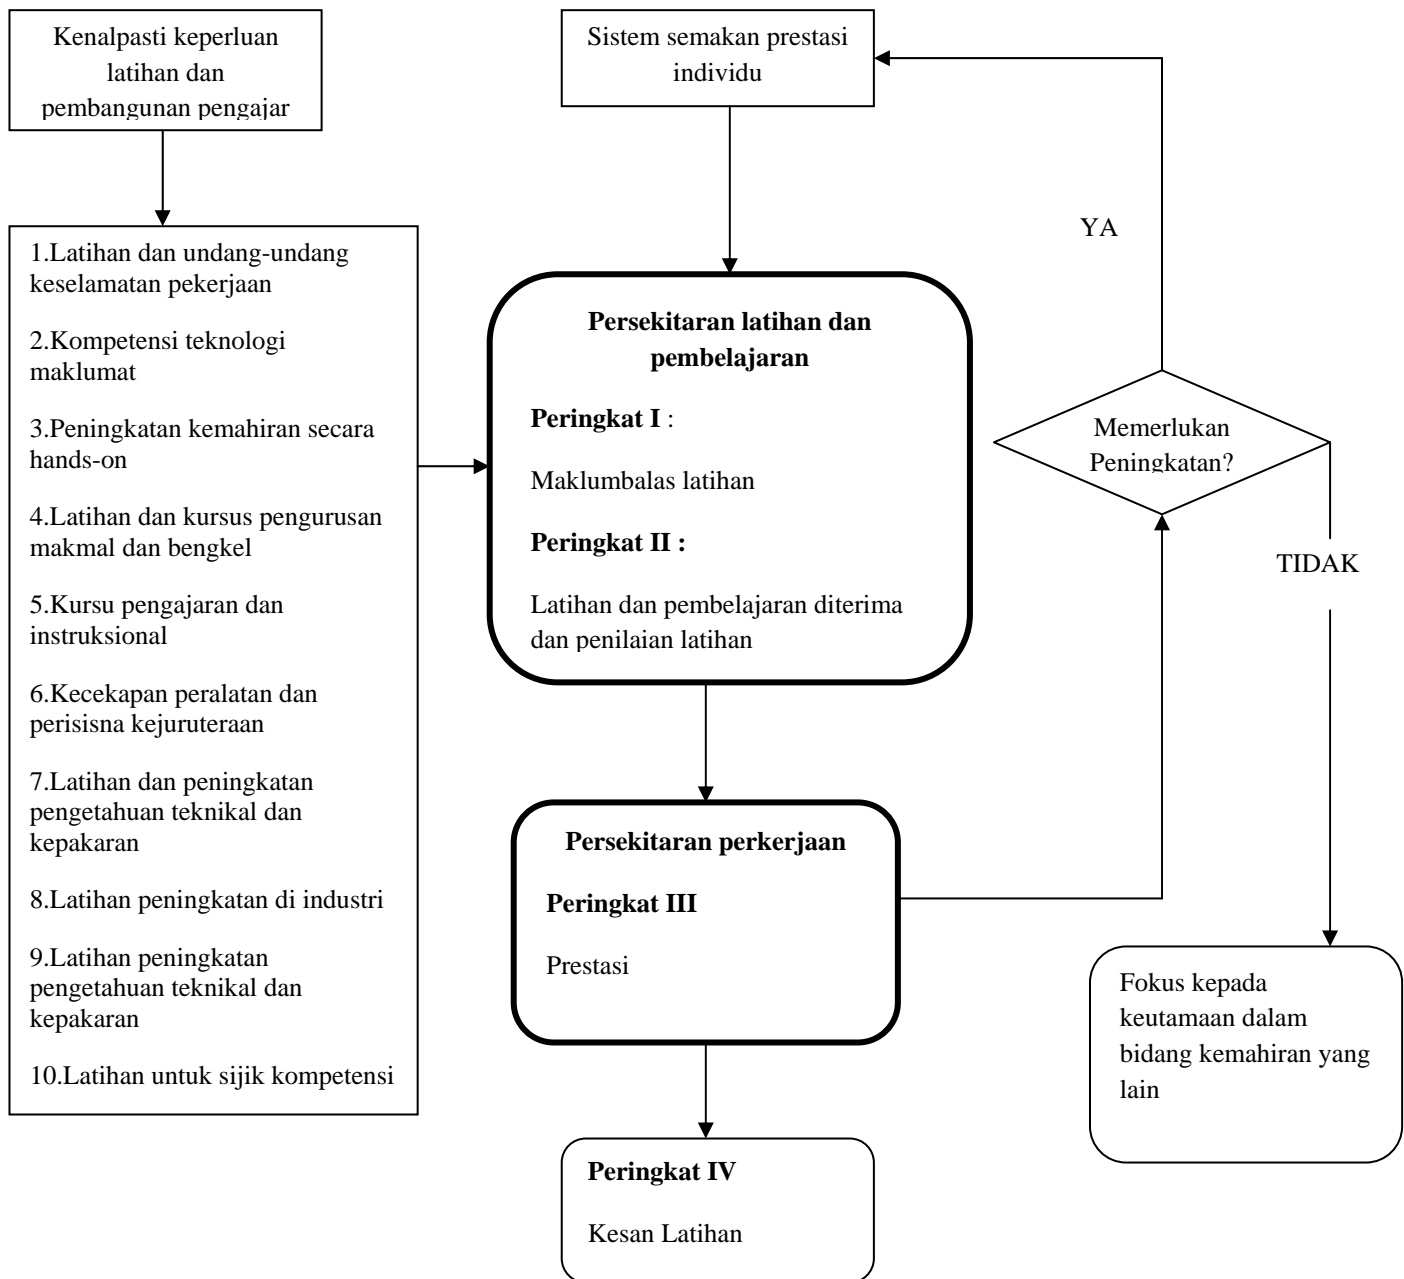 Kenalpasti keperluan
latihan dan
pembangunan pengajar
Sistem semakan prestasi
individu
YA
1.Latihan dan undang-undang
keselamatan pekerjaan
2.Kompetensi teknologi
maklumat
3.Peningkatan kemahiran secara
hands-on
4.Latihan dan kursus pengurusan
makmal dan bengkel
5.Kursu pengajaran dan
instruksional
6.Kecekapan peralatan dan
perisisna kejuruteraan
7.Latihan dan peningkatan
pengetahuan teknikal dan
kepakaran
8.Latihan peningkatan di industri
9.Latihan peningkatan
pengetahuan teknikal dan
kepakaran
10.Latihan untuk sijik kompetensi
Persekitaran latihan dan
pembelajaran
Peringkat I :
Maklumbalas latihan
Peringkat II :
Latihan dan pembelajaran diterima
dan penilaian latihan
Memerlukan
Peningkatan?
TIDAK
Persekitaran perkerjaan
Peringkat III
Prestasi
Fokus kepada
keutamaan dalam
bidang kemahiran yang
lain
Peringkat IV
Kesan Latihan